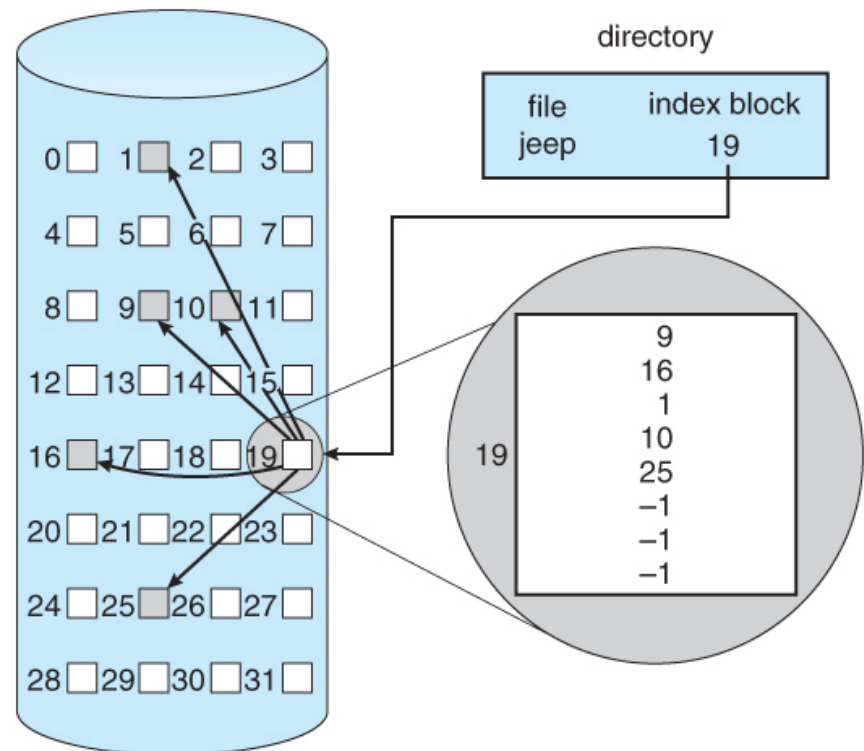 directory
file index block
jeep 19
0 1 2 3
4 5 6 7
8 9 10 11
12 13 14 15
16 17 18 19
20 21 22 23
24 25 26 27
28 29 30 31
19
9
16
1
10
25
–1
–1
–1